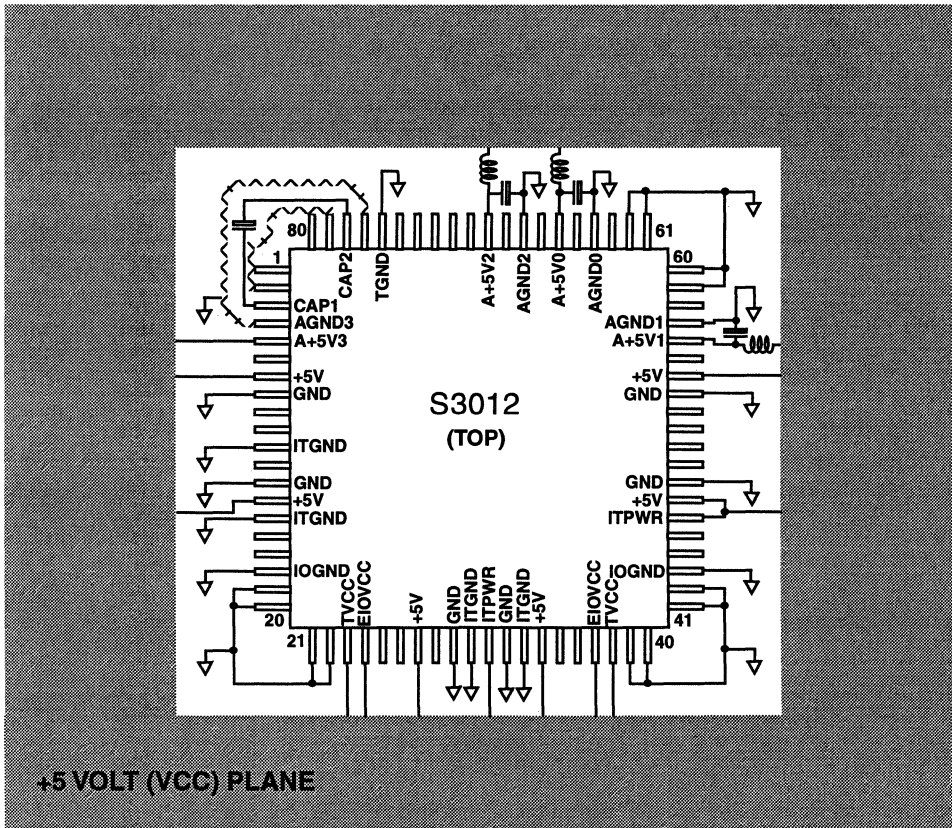 80
61
CAP2
TGND
A+5V2
AGND2
A+5V0
AGND0
1
60
CAP1
AGND3
AGND1
A+5V3
A+5V1
+5V
+5V
GND
GND
S3012
(TOP)
ITGND
GND
GND
+5V
+5V
ITGND
ITPWR
IOGND
IOGND
20
41
21
TVCC
EIOVCC
+5V
GND
ITGND
ITPWR
GND
ITGND
+5V
EIOVCC
TVCC
40
+5 VOLT (VCC) PLANE